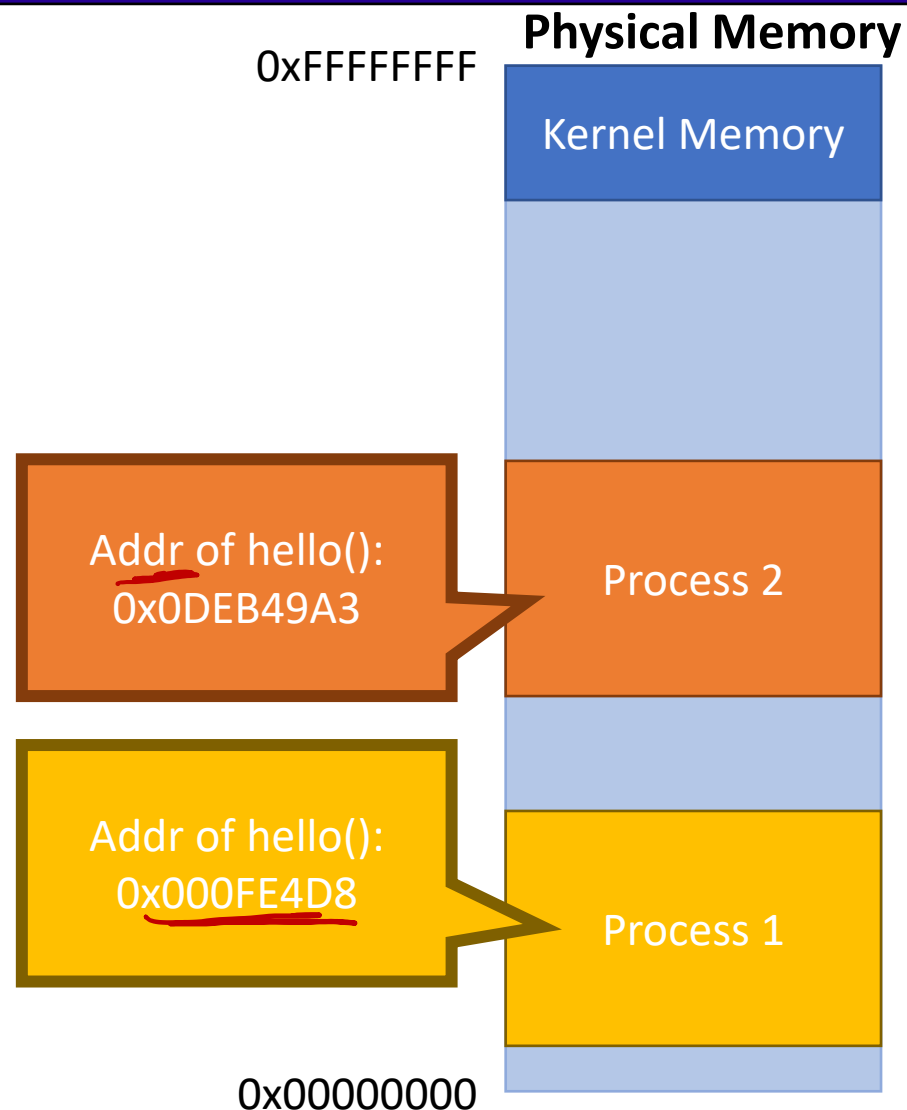 Physical Memory
0xFFFFFFFF
Kernel Memory
Addr of hello():
0x0DEB49A3
Process 2
Addr of hello():
0x000FE4D8
Process 1
0x00000000